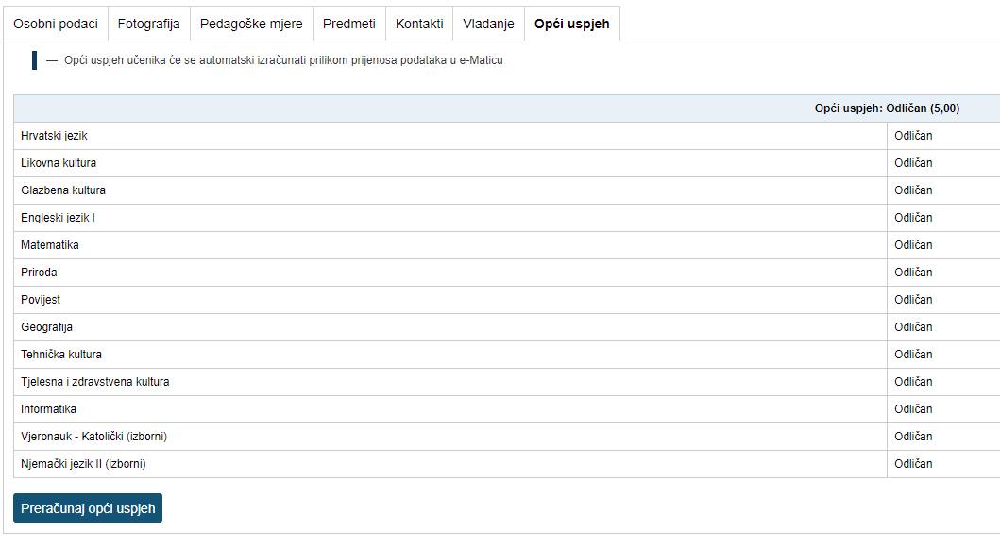 Osobni podaci Fotografija Pedagoške mjere Predmeti Kontakti Vladanje Opći uspjeh
— Opći uspjeh učenika će se automatski izračunati prilikom prijenosa podataka u e-Maticu
Opći uspjeh: Odličan (5,00)
Hrvatski jezik Odličan
Likovna kultura Odličan
Glazbena kultura Odličan
Engleski jezik I Odličan
Matematika Odličan
Priroda Odličan
Povijest Odličan
Geografija Odličan
Tehnička kultura Odličan
Tjelesna i zdravstvena kultura Odličan
Informatika Odličan
Vjeronauk - Katolički (izborni) Odličan
Njemački jezik II (izborni) Odličan
Preračunaj opći uspjeh